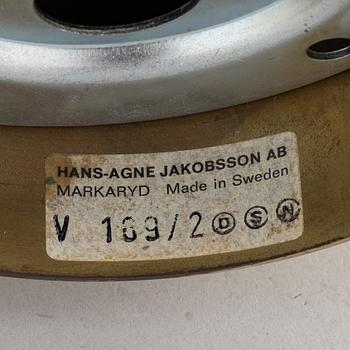 HANS-AGNE JAKOBSSON AB
MARKARYD Made in Sweden
V 169/2 Ⓓ Ⓢ Ⓝ